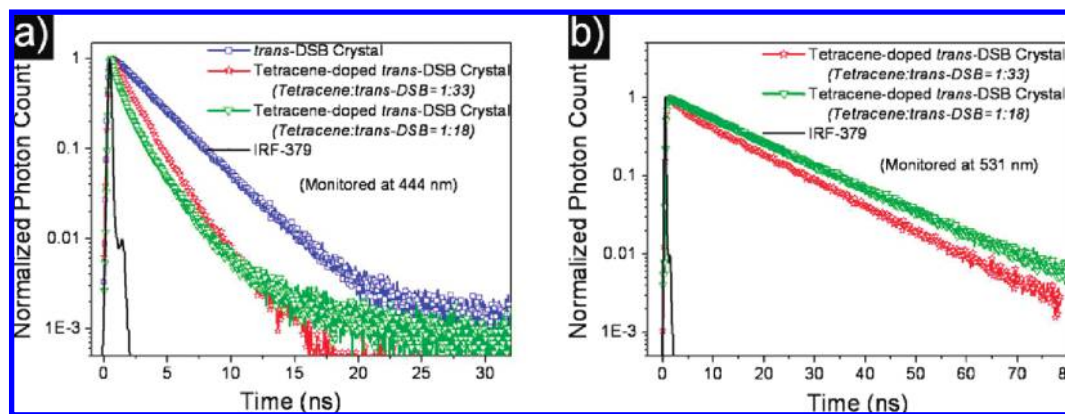 a)
Normalized Photon Count
1
0.1
0.01
1E-3
trans-DSB Crystal
Tetracene-doped trans-DSB Crystal
(Tetracene:trans-DSB=1:33)
Tetracene-doped trans-DSB Crystal
(Tetracene:trans-DSB=1:18)
IRF-379
(Monitored at 444 nm)
0 5 10 15 20 25 30
Time (ns)
b)
Normalized Photon Count
1
0.1
0.01
1E-3
Tetracene-doped trans-DSB Crystal
(Tetracene:trans-DSB=1:33)
Tetracene-doped trans-DSB Crystal
(Tetracene:trans-DSB=1:18)
IRF-379
(Monitored at 531 nm)
0 10 20 30 40 50 60 70 80
Time (ns)